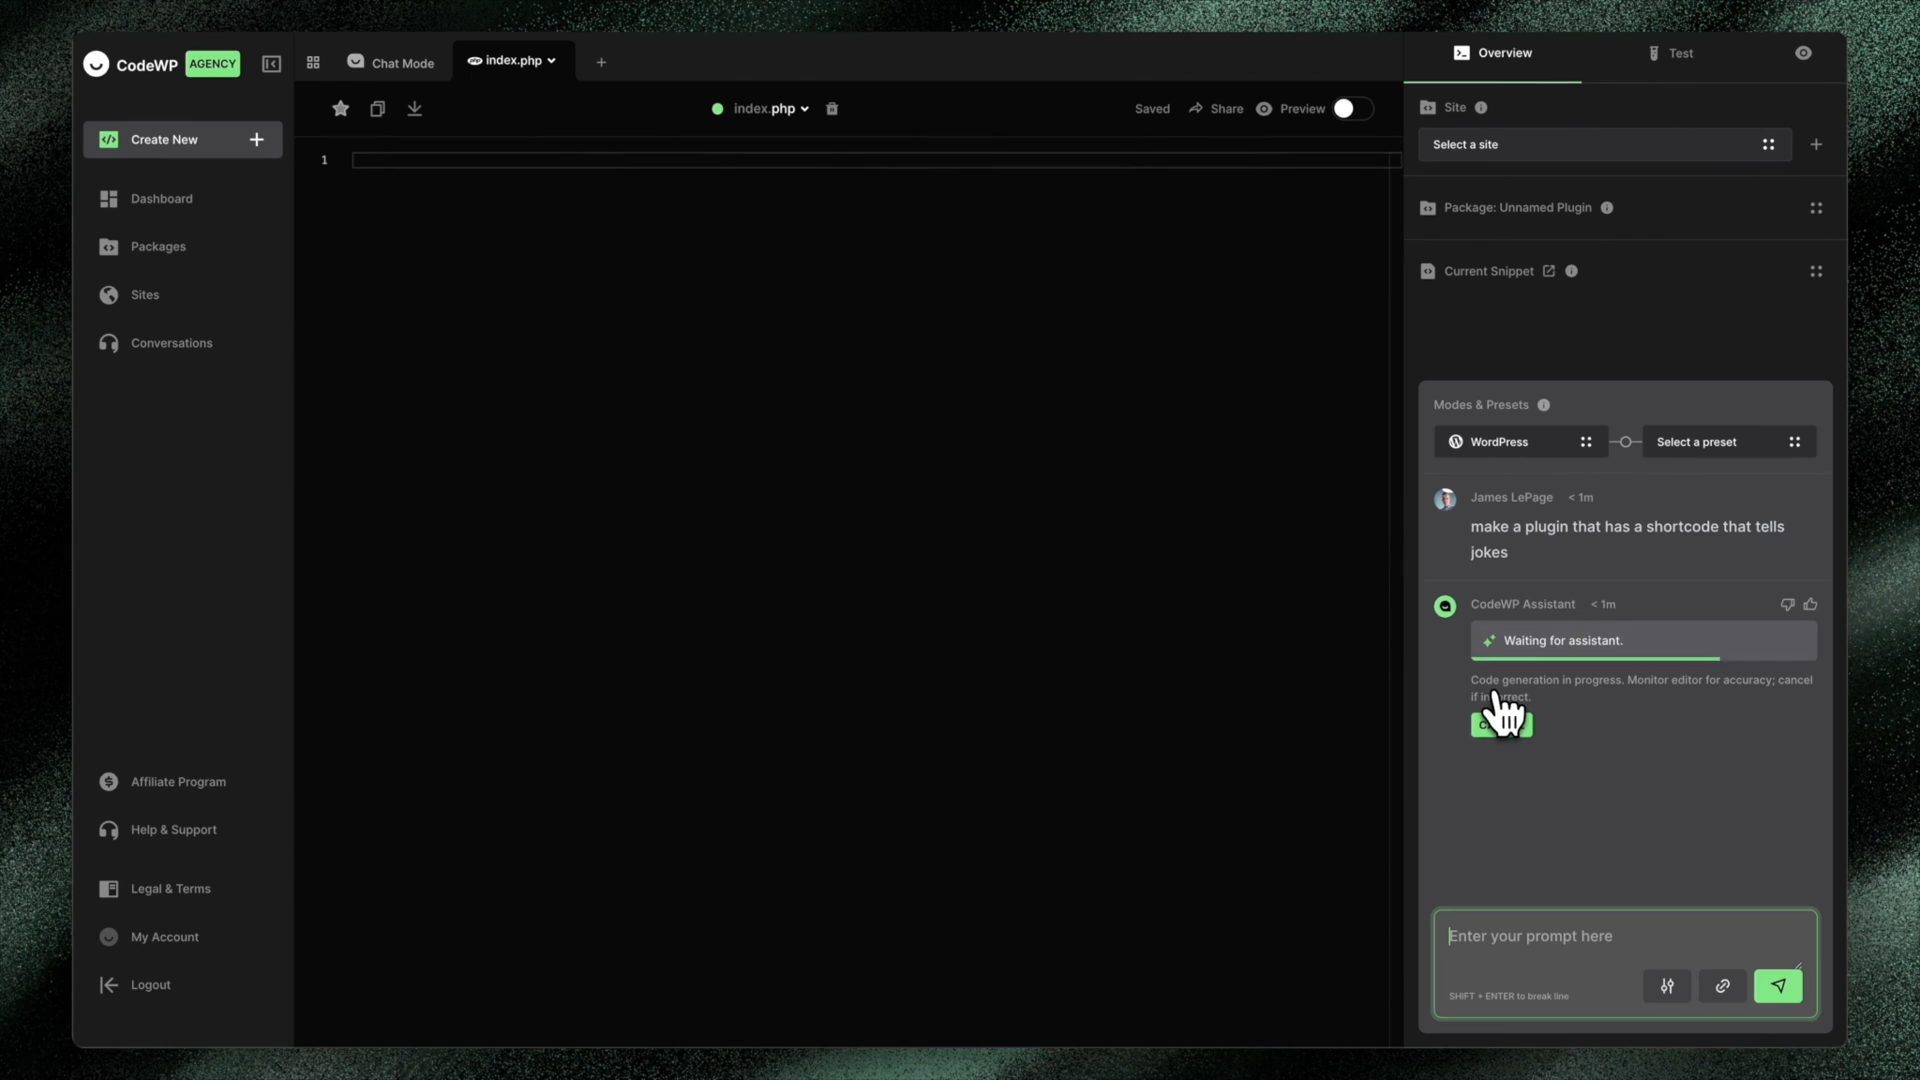 CodeWP AGENCY
Create New
Dashboard
Packages
Sites
Conversations
Affiliate Program
Help & Support
Legal & Terms
My Account
Logout
Chat Mode
php index.php
index.php
Saved
Share
Preview
1
Overview
Test
Site
Select a site
Package: Unnamed Plugin
Current Snippet
Modes & Presets
WordPress
Select a preset
James LePage < 1m
make a plugin that has a shortcode that tells
jokes
CodeWP Assistant < 1m
Waiting for assistant.
Code generation in progress. Monitor editor for accuracy; cancel
if incorrect.
Enter your prompt here
SHIFT + ENTER to break line